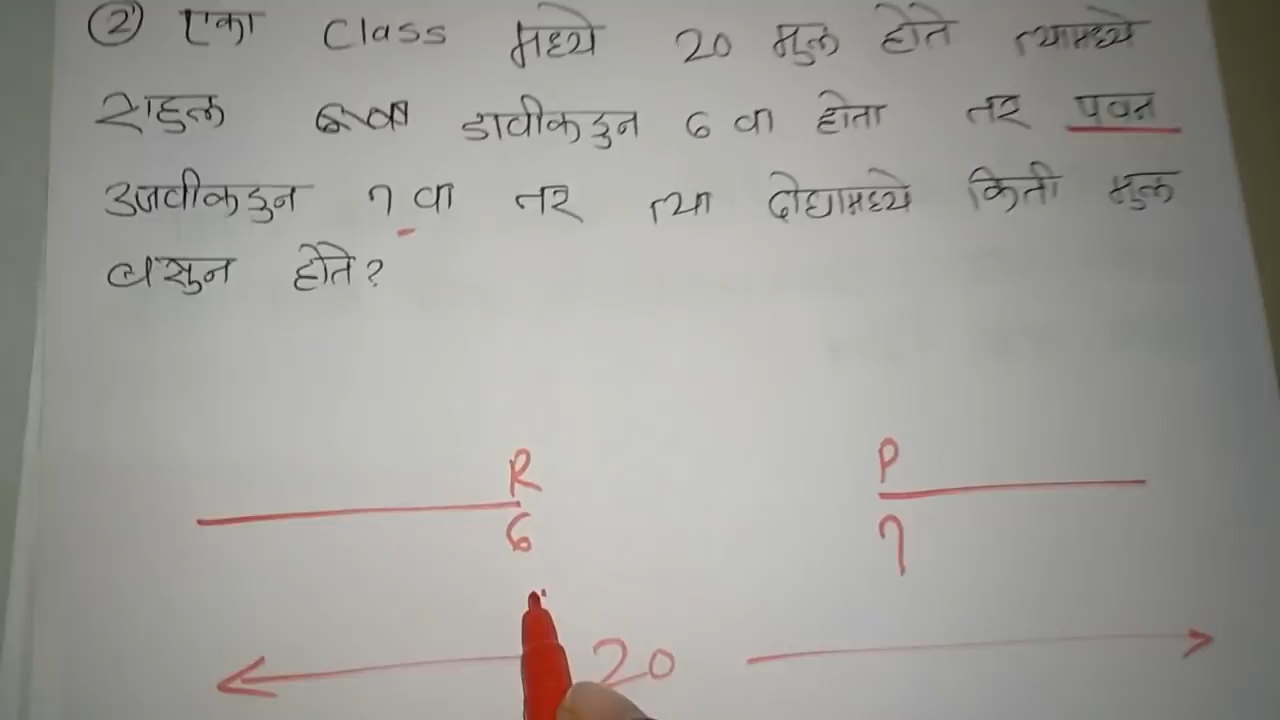 ② एका Class मध्ये 20 मुल होते त्यामध्ये
राहुल डावीकडुन 6 वा होता तर पवन
उजवीकडुन 7 वा तर त्या दोघामध्ये किती मुल
बसुन होते?
R P
6 7
20